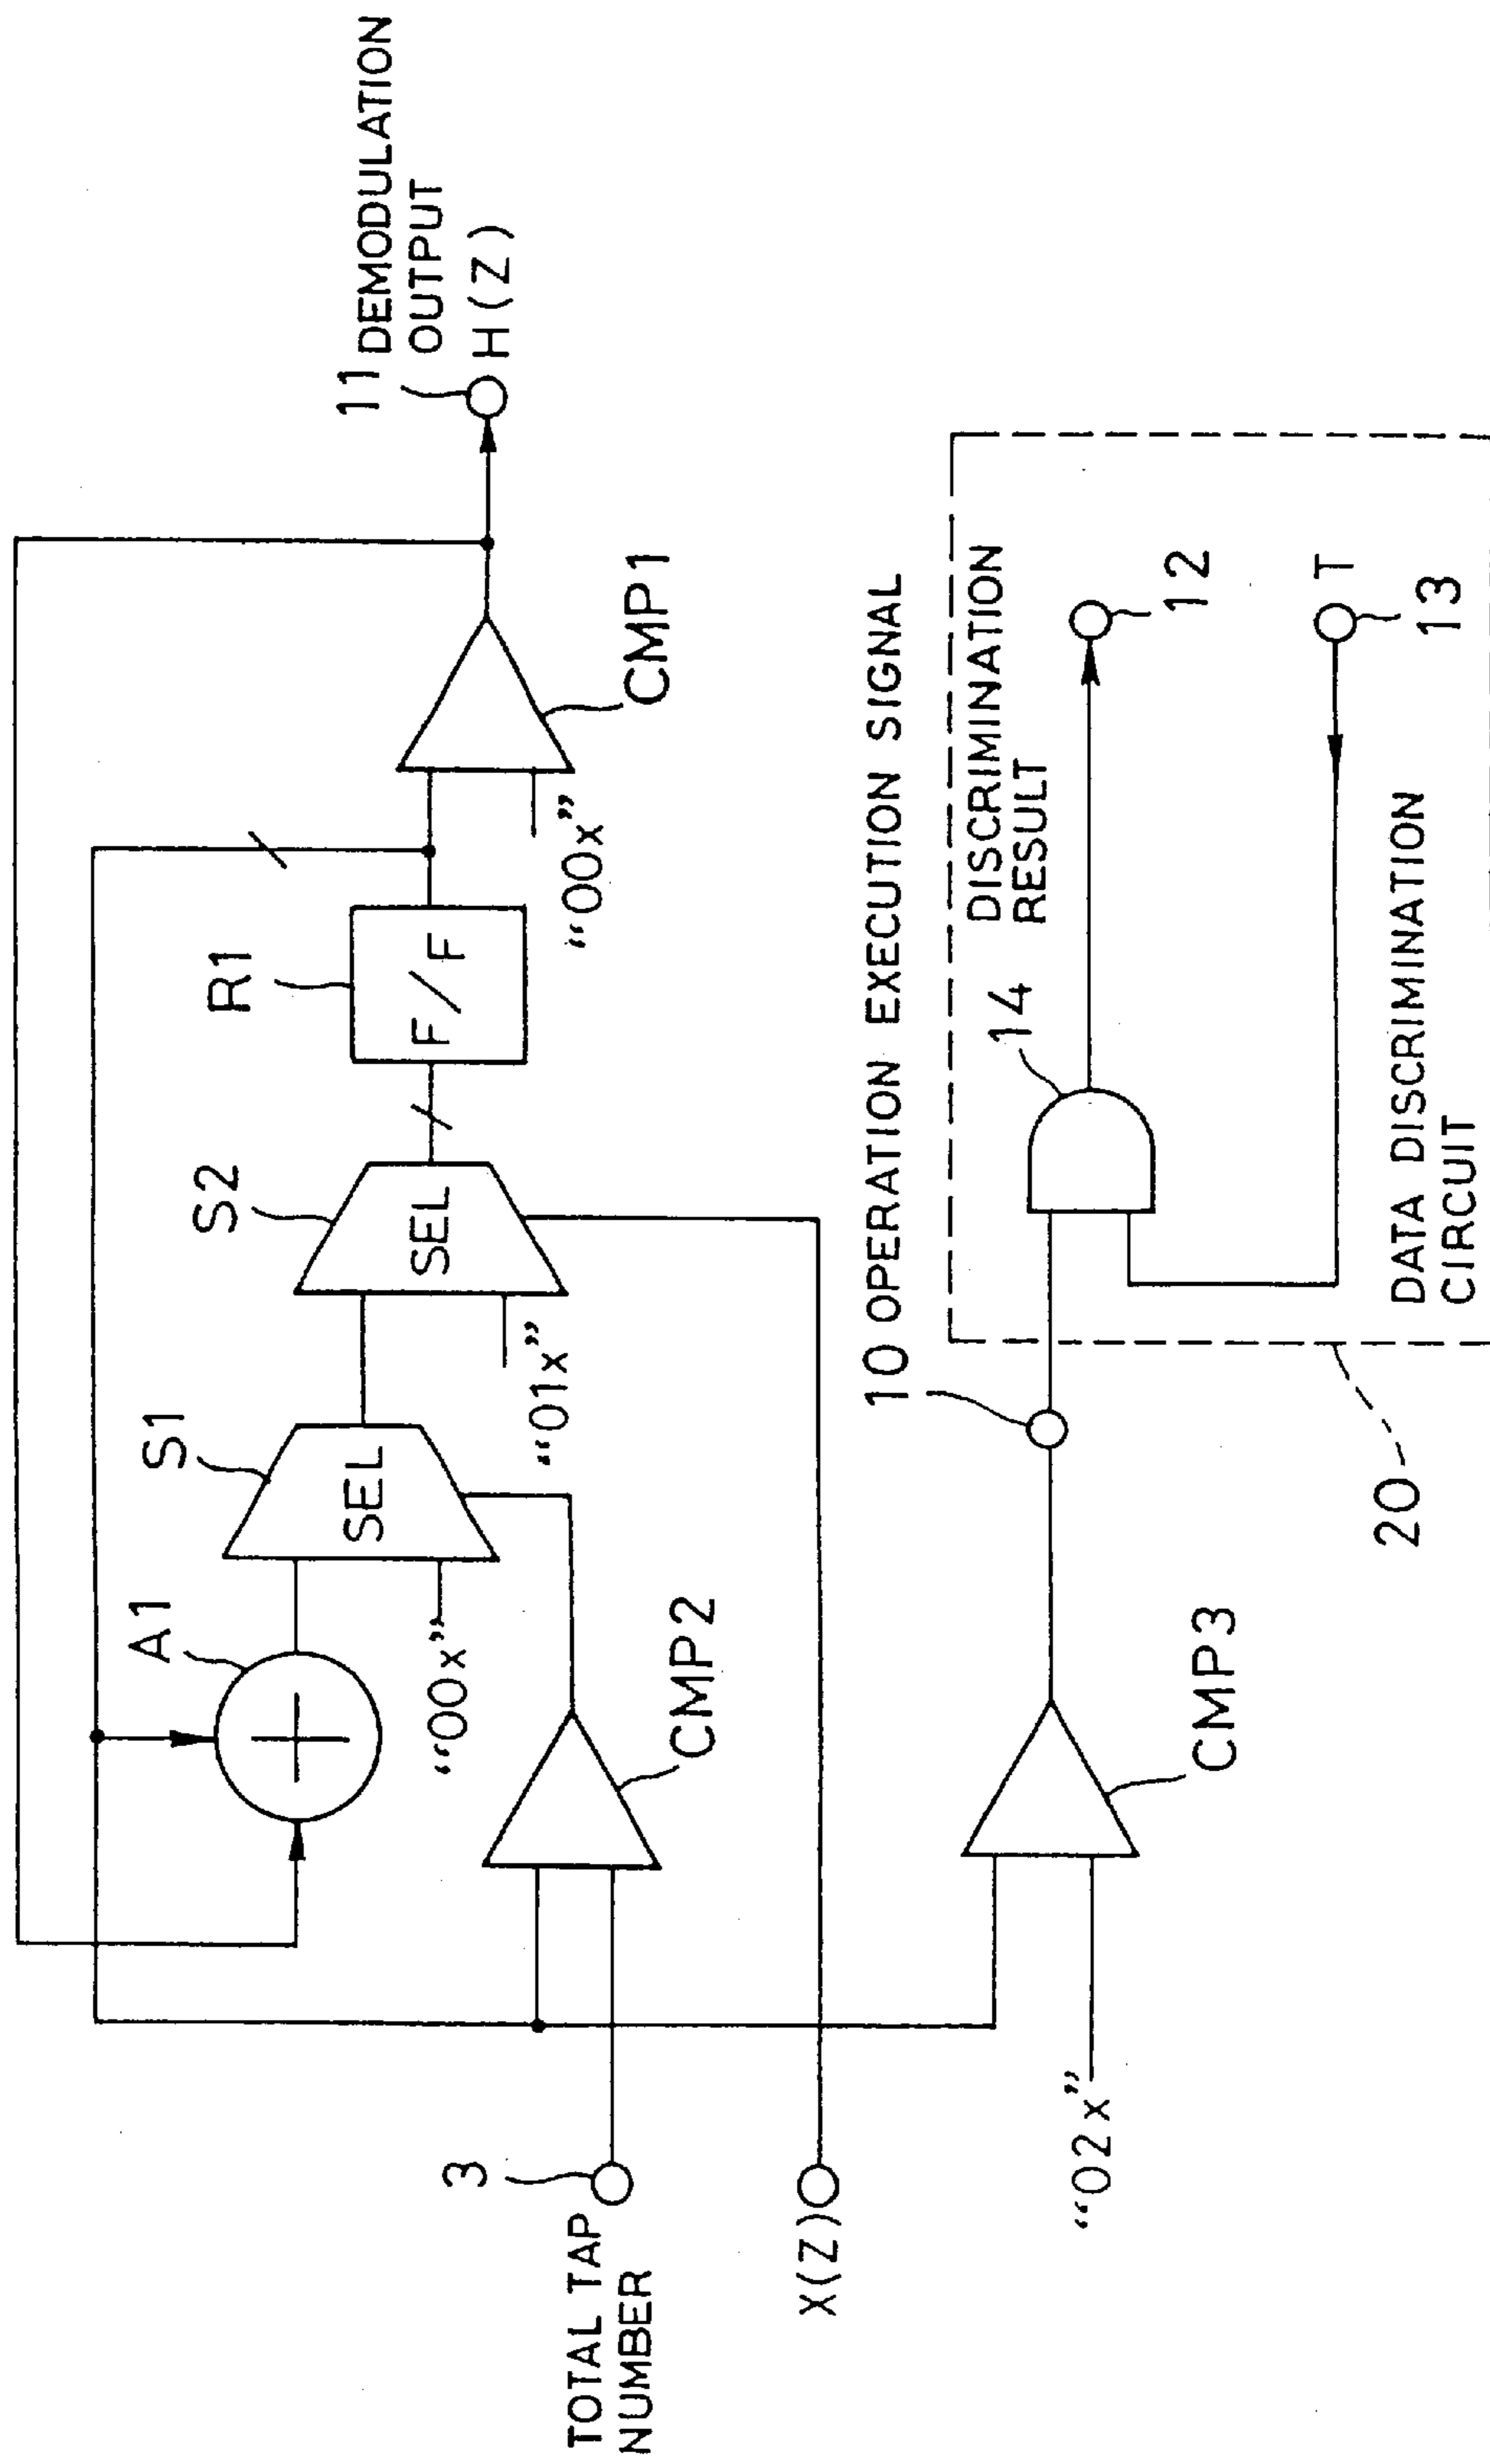 11 DEMODULATION
OUTPUT
H(Z)
A1
S1
SEL
"00x"
S2
SEL
"01x"
R1
F/F
"00x"
CMP1
3
TOTAL TAP
NUMBER
CMP2
X(Z)
10 OPERATION EXECUTION SIGNAL
"02x"
CMP3
20
14
DISCRIMINATION
RESULT
12
T
13
DATA DISCRIMINATION
CIRCUIT